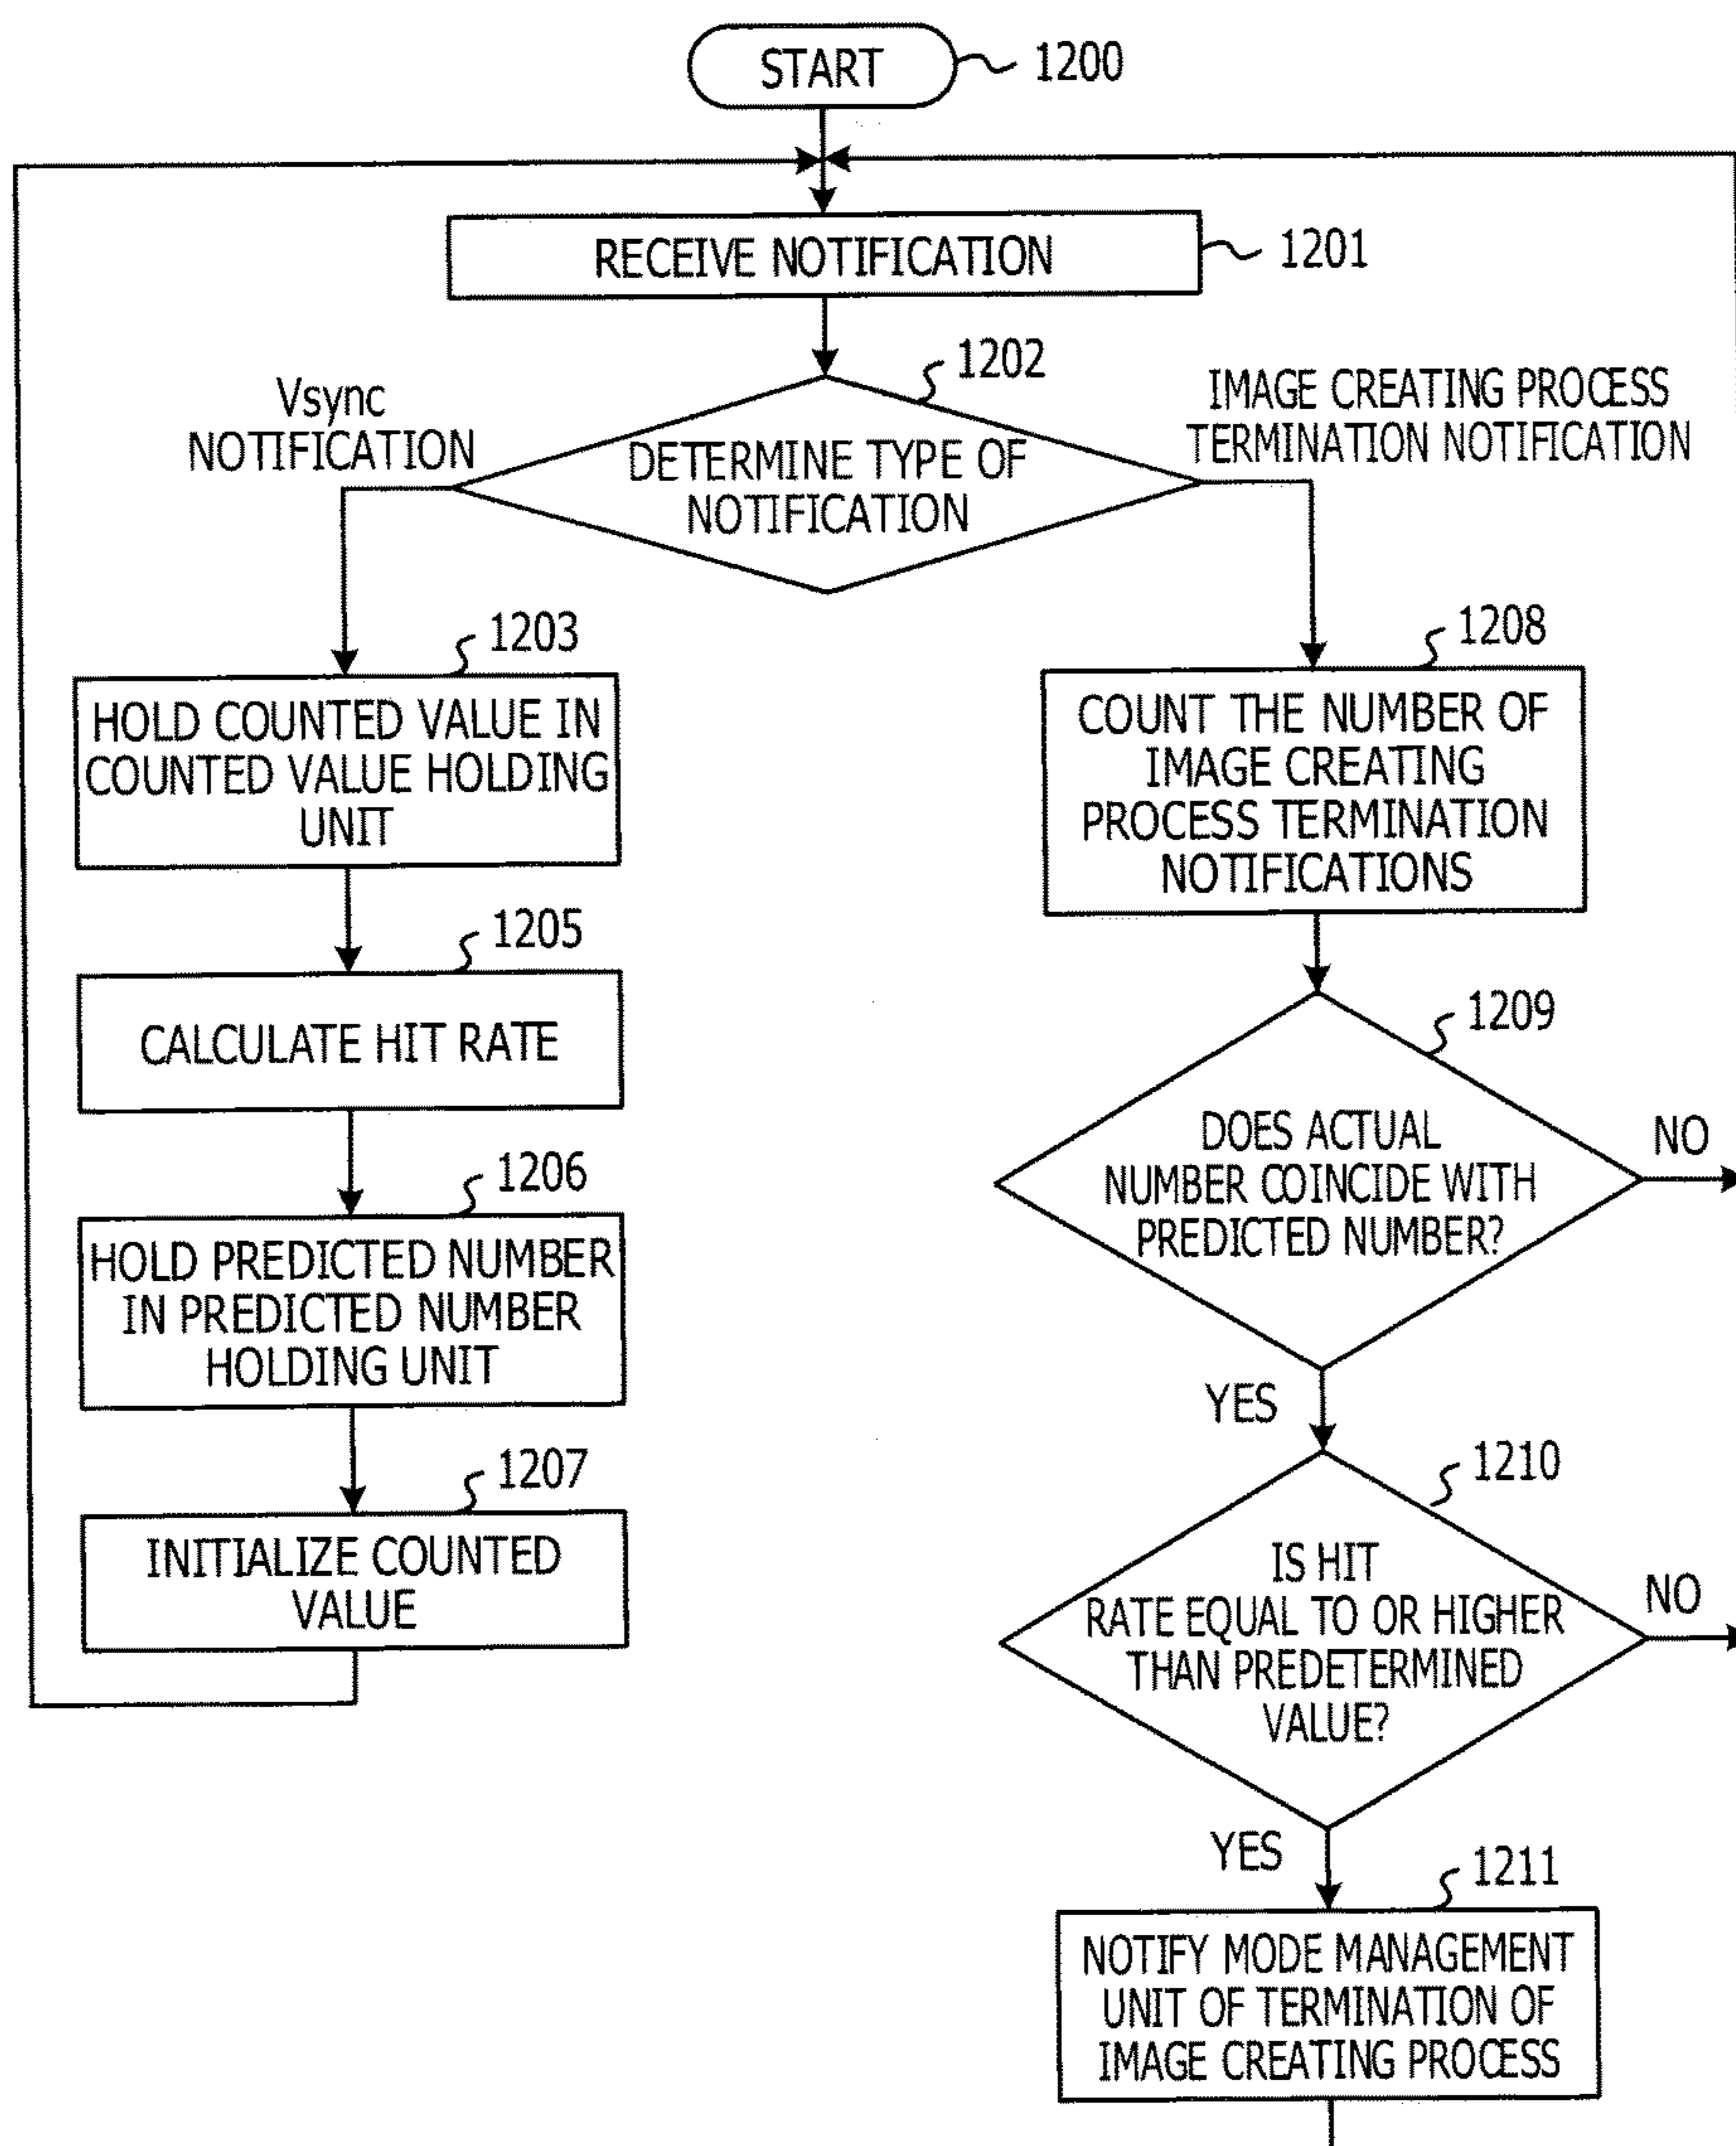 START
1200
RECEIVE NOTIFICATION
1201
1202
Vsync
NOTIFICATION
DETERMINE TYPE OF
NOTIFICATION
IMAGE CREATING PROCESS
TERMINATION NOTIFICATION
1203
HOLD COUNTED VALUE IN
COUNTED VALUE HOLDING
UNIT
1205
CALCULATE HIT RATE
1206
HOLD PREDICTED NUMBER
IN PREDICTED NUMBER
HOLDING UNIT
1207
INITIALIZE COUNTED
VALUE
1208
COUNT THE NUMBER OF
IMAGE CREATING
PROCESS TERMINATION
NOTIFICATIONS
1209
DOES ACTUAL
NUMBER COINCIDE WITH
PREDICTED NUMBER?
NO
YES
1210
IS HIT
RATE EQUAL TO OR HIGHER
THAN PREDETERMINED
VALUE?
NO
YES
1211
NOTIFY MODE MANAGEMENT
UNIT OF TERMINATION OF
IMAGE CREATING PROCESS